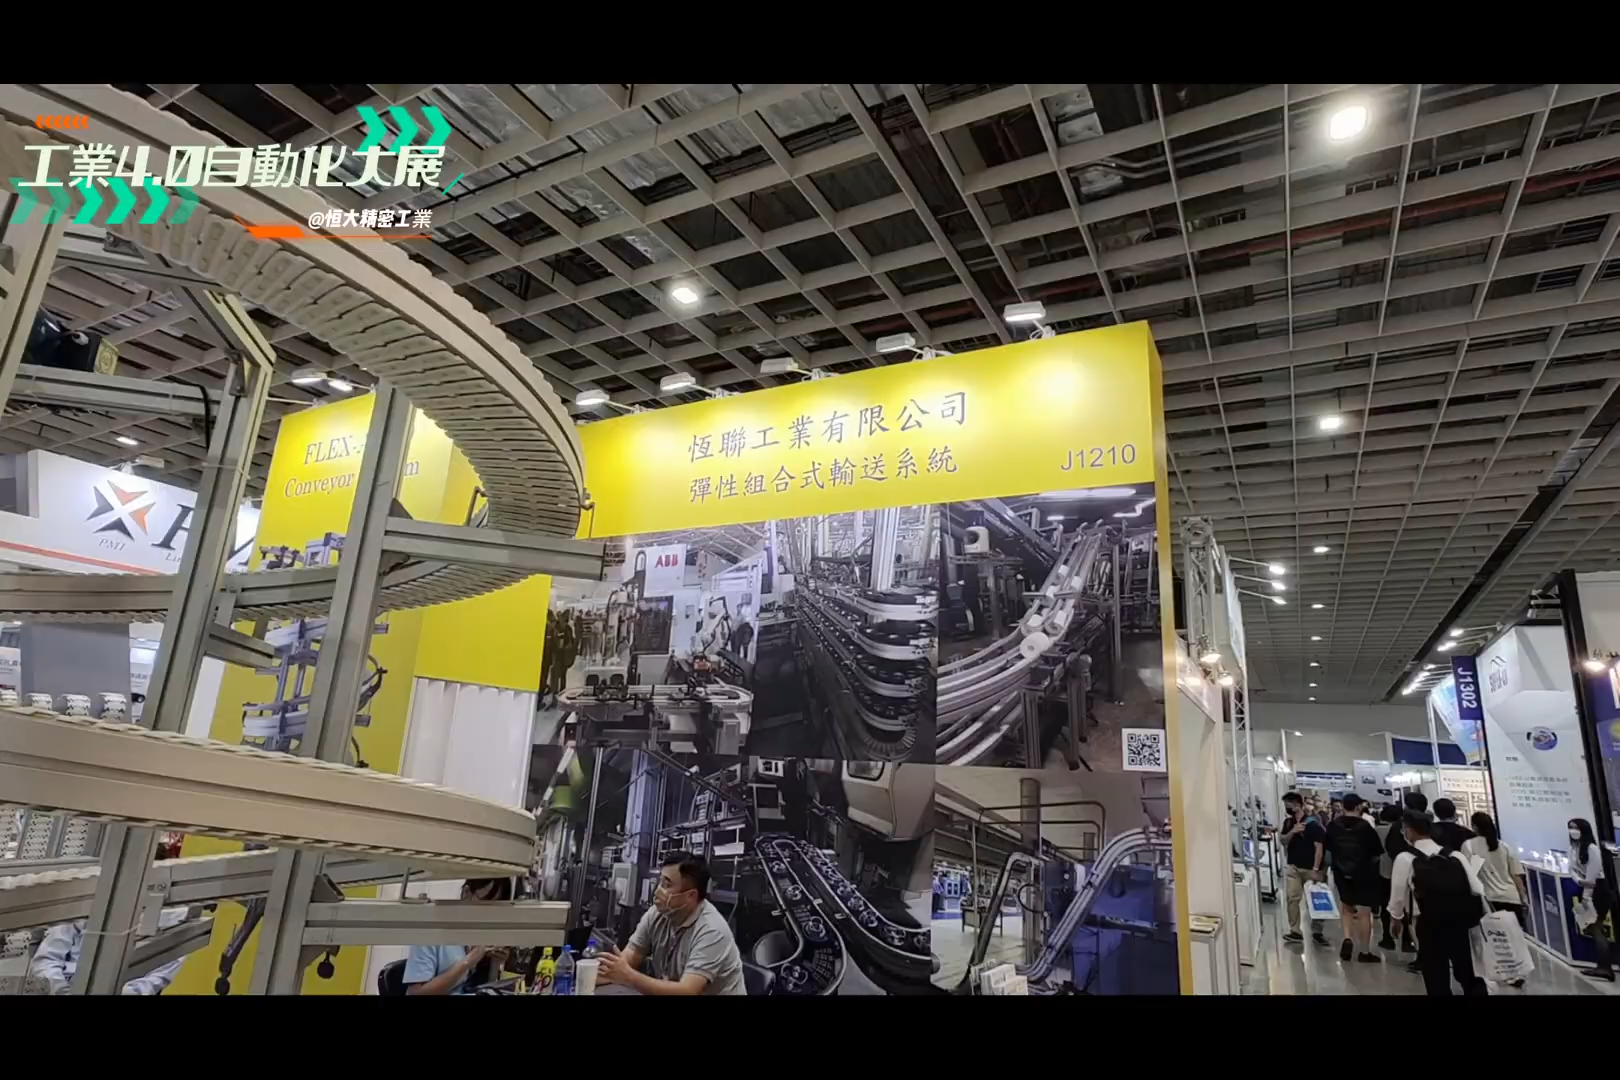 工業4.0自動化大展
@恒大精密工業
恆聯工業有限公司
彈性組合式輸送系統
J1210
FLEX-
Conveyor
PMI
ABB
J1302